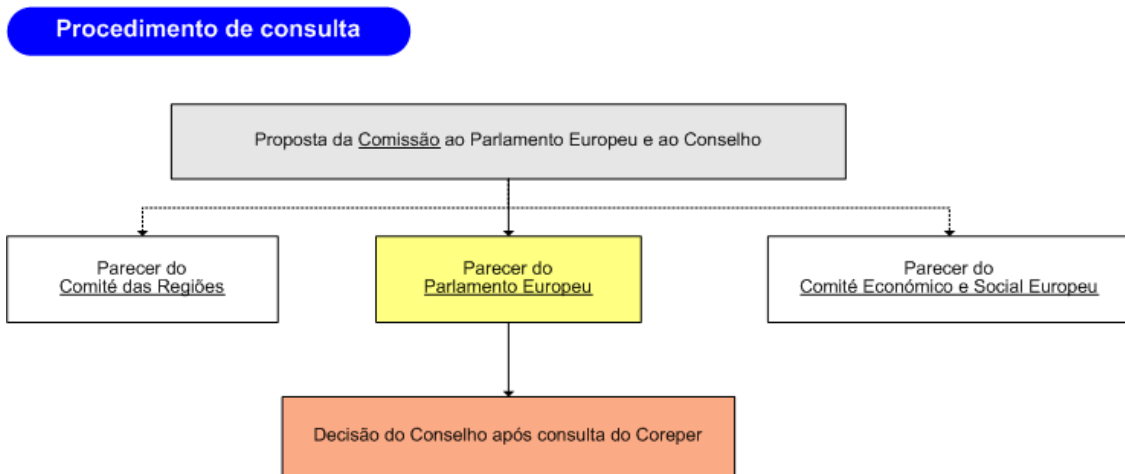 Procedimento de consulta
Proposta da Comissão ao Parlamento Europeu e ao Conselho
Parecer do
Comité das Regiões
Parecer do
Parlamento Europeu
Parecer do
Comité Económico e Social Europeu
Decisão do Conselho após consulta do Coreper